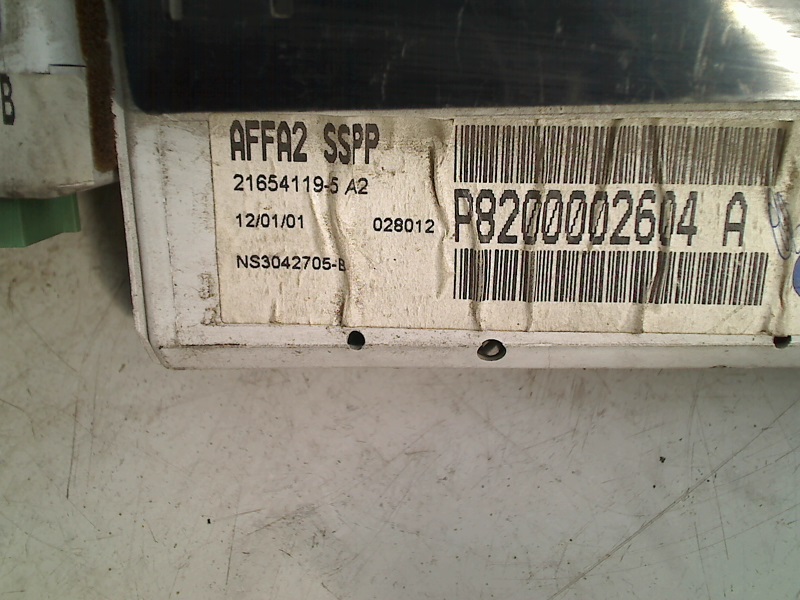 B
AFFA2 SSPP
21654119-5 A2
12/01/01 028012
P8200002604 A
NS3042705-B